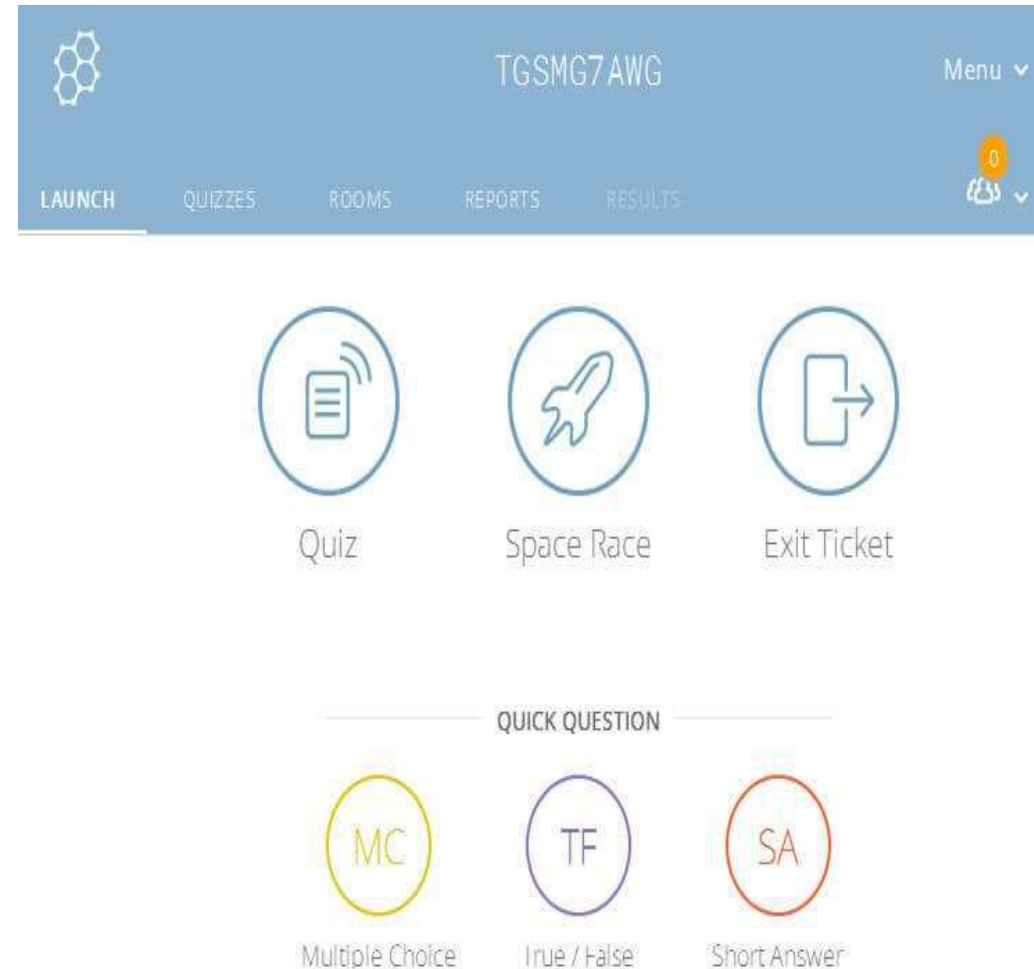 TGSMG7AWG
Menu
0
LAUNCH QUIZZES ROOMS REPORTS RESULTS
Quiz Space Race Exit Ticket
QUICK QUESTION
MC TF SA
Multiple Choice True / False Short Answer